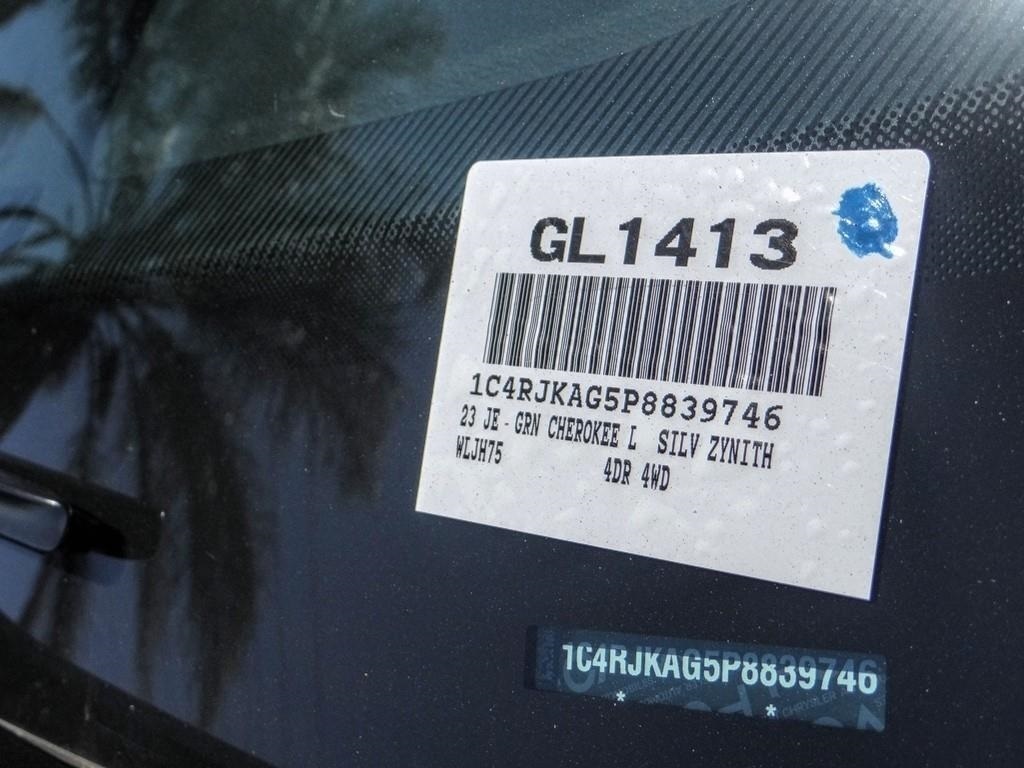 GL1413
1C4RJKAG5P8839746
23 JE - GRN CHEROKEE L SILV ZYNITH
WLJH75 4DR 4WD
1C4RJKAG5P8839746
* *